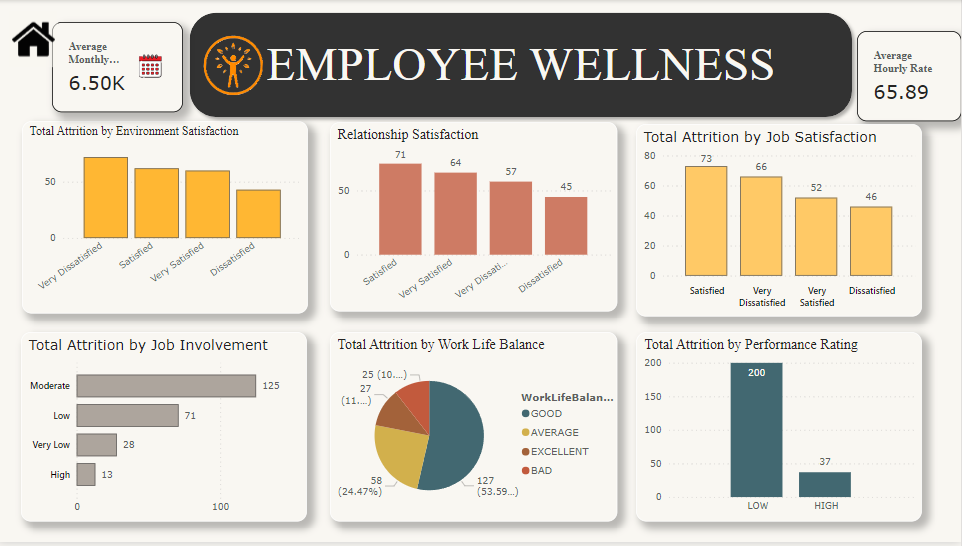 Average
Monthly...
6.50K
EMPLOYEE WELLNESS
Average
Hourly Rate
65.89
Total Attrition by Environment Satisfaction
50
0
Very Dissatisfied
Satisfied
Very Satisfied
Dissatisfied
Relationship Satisfaction
71
64
57
45
50
0
Satisfied
Very Satisfied
Very Dissati...
Dissatisfied
Total Attrition by Job Satisfaction
80
73
66
60
52
46
40
20
0
Satisfied
Very
Dissatisfied
Very
Satisfied
Dissatisfied
Total Attrition by Job Involvement
Moderate
125
Low
71
Very Low
28
High
13
0
100
Total Attrition by Work Life Balance
25 (10....)
27
(11....)
58
(24.47%)
127
(53.59...)
WorkLifeBalan...
GOOD
AVERAGE
EXCELLENT
BAD
Total Attrition by Performance Rating
200
200
150
100
50
37
0
LOW
HIGH